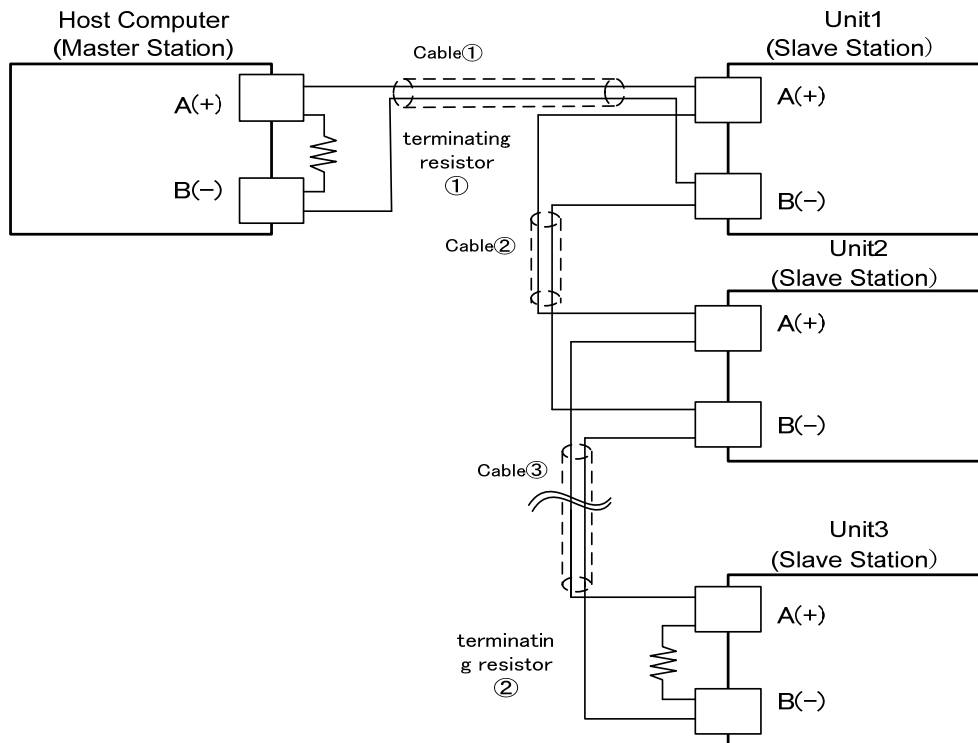 Host Computer
(Master Station)
A(+)
B(−)
Cable①
terminating
resistor
①
Unit1
(Slave Station)
A(+)
B(−)
Cable②
Unit2
(Slave Station)
A(+)
B(−)
Cable③
Unit3
(Slave Station)
A(+)
B(−)
terminatin
g resistor
②